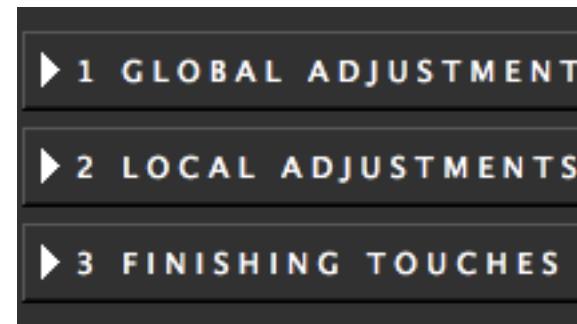 1 GLOBAL ADJUSTMENT
2 LOCAL ADJUSTMENTS
3 FINISHING TOUCHES